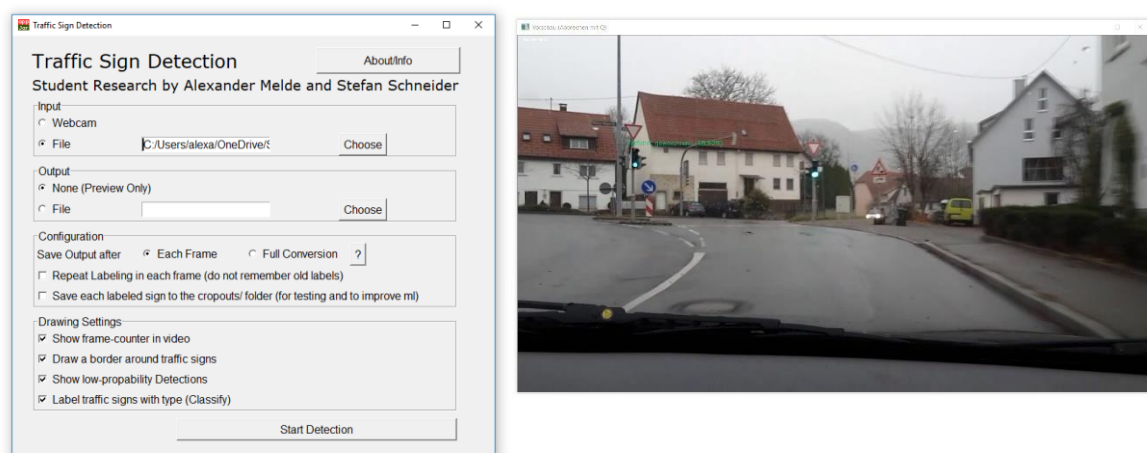 Traffic Sign Detection
Traffic Sign Detection
About/Info
Student Research by Alexander Melde and Stefan Schneider
Input
Webcam
File
C:/Users/alexa/OneDrive/S
Choose
Output
None (Preview Only)
File
Choose
Configuration
Save Output after
Each Frame
Full Conversion
?
Repeat Labeling in each frame (do not remember old labels)
Save each labeled sign to the cropouts/ folder (for testing and to improve ml)
Drawing Settings
Show frame-counter in video
Draw a border around traffic signs
Show low-propability Detections
Label traffic signs with type (Classify)
Start Detection
Vorschau (Abbrechen mit Q)